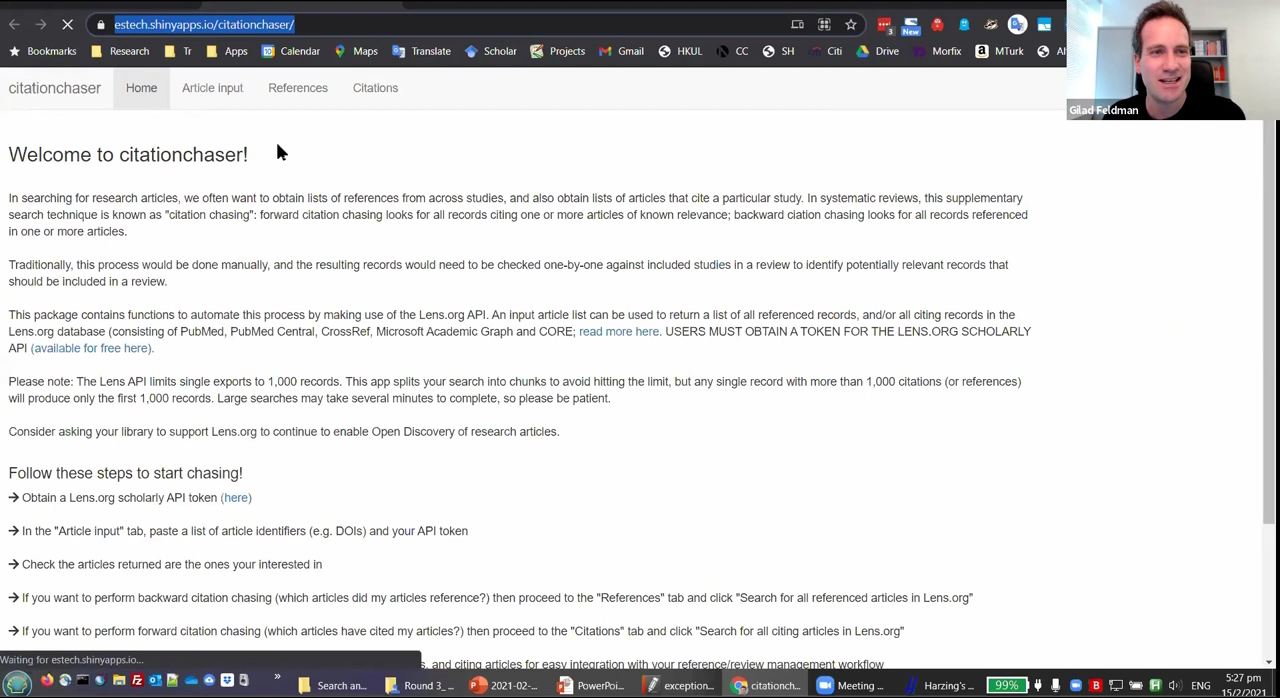 estech.shinyapps.io/citationchaser/
3
New
Bookmarks Research Tr Apps Calendar Maps Translate Scholar Projects Gmail HKUL CC SH Citi Drive Morfix MTurk
Gilad Feldman
citationchaser Home Article input References Citations
Welcome to citationchaser!
In searching for research articles, we often want to obtain lists of references from across studies, and also obtain lists of articles that cite a particular study. In systematic reviews, this supplementary
search technique is known as "citation chasing": forward citation chasing looks for all records citing one or more articles of known relevance; backward ciation chasing looks for all records referenced
in one or more articles.
Traditionally, this process would be done manually, and the resulting records would need to be checked one-by-one against included studies in a review to identify potentially relevant records that
should be included in a review.
This package contains functions to automate this process by making use of the Lens.org API. An input article list can be used to return a list of all referenced records, and/or all citing records in the
Lens.org database (consisting of PubMed, PubMed Central, CrossRef, Microsoft Academic Graph and CORE; read more here. USERS MUST OBTAIN A TOKEN FOR THE LENS.ORG SCHOLARLY
API (available for free here).
Please note: The Lens API limits single exports to 1,000 records. This app splits your search into chunks to avoid hitting the limit, but any single record with more than 1,000 citations (or references)
will produce only the first 1,000 records. Large searches may take several minutes to complete, so please be patient.
Consider asking your library to support Lens.org to continue to enable Open Discovery of research articles.
Follow these steps to start chasing!
→ Obtain a Lens.org scholarly API token (here)
→ In the "Article input" tab, paste a list of article identifiers (e.g. DOIs) and your API token
→ Check the articles returned are the ones your interested in
→ If you want to perform backward citation chasing (which articles did my articles reference?) then proceed to the "References" tab and click "Search for all referenced articles in Lens.org"
→ If you want to perform forward citation chasing (which articles have cited my articles?) then proceed to the "Citations" tab and click "Search for all citing articles in Lens.org"
Waiting for estech.shinyapps.io...
s, and citing articles for easy integration with your reference/review management workflow
Search an... Round 3_... 2021-02-... PowerPoi... exception... citationch... Meeting ... Harzing's ... 99% ENG
5:27 pm
15/2/2021